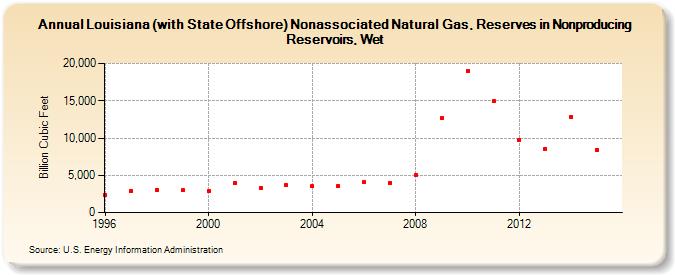 Annual Louisiana (with State Offshore) Nonassociated Natural Gas, Reserves in Nonproducing
Reservoirs, Wet
Billion Cubic Feet
20,000
15,000
10,000
5,000
0
1996
2000
2004
2008
2012
Source: U.S. Energy Information Administration